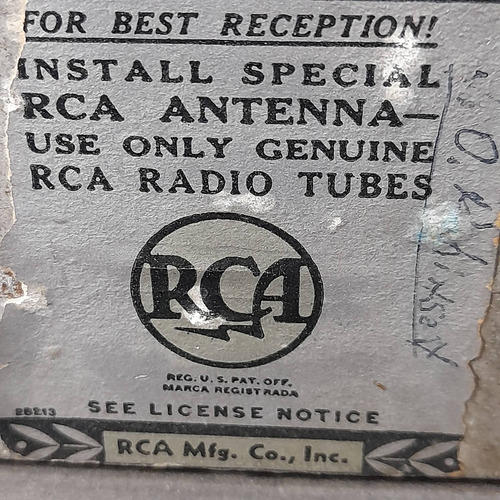 FOR BEST RECEPTION!
INSTALL SPECIAL
RCA ANTENNA—
USE ONLY GENUINE
RCA RADIO TUBES
RCA
REG. U. S. PAT. OFF.
MARCA REGISTRADA
SEE LICENSE NOTICE
RCA Mfg. Co., Inc.